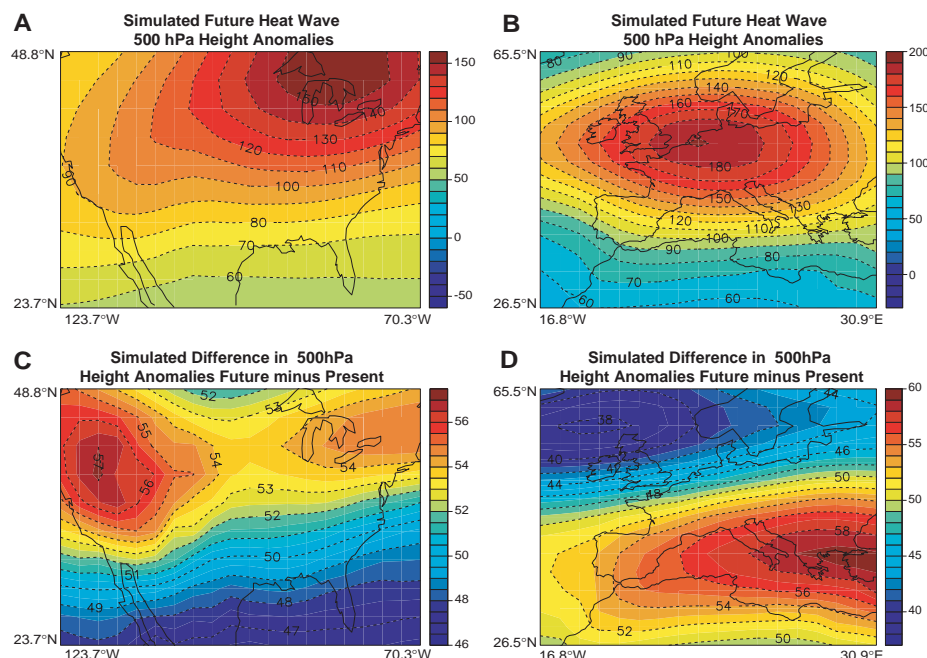 A
Simulated Future Heat Wave
500 hPa Height Anomalies
48.8°N
23.7°N
123.7°W
70.3°W
150
100
50
0
-50
150
140
130
120
110
100
90
80
70
60
B
Simulated Future Heat Wave
500 hPa Height Anomalies
65.5°N
26.5°N
16.8°W
30.9°E
200
150
100
50
0
80
100
110
120
140
160
170
180
150
130
120
110
100
90
80
70
60
60
C
Simulated Difference in 500hPa
Height Anomalies Future minus Present
48.8°N
23.7°N
123.7°W
70.3°W
57
56
55
54
53
52
51
50
49
48
47
46
52
53
55
54
57
56
54
53
52
51
50
49
48
47
D
Simulated Difference in 500hPa
Height Anomalies Future minus Present
65.5°N
26.5°N
16.8°W
30.9°E
60
55
50
45
40
44
38
40
42
44
46
48
50
58
56
54
52
50